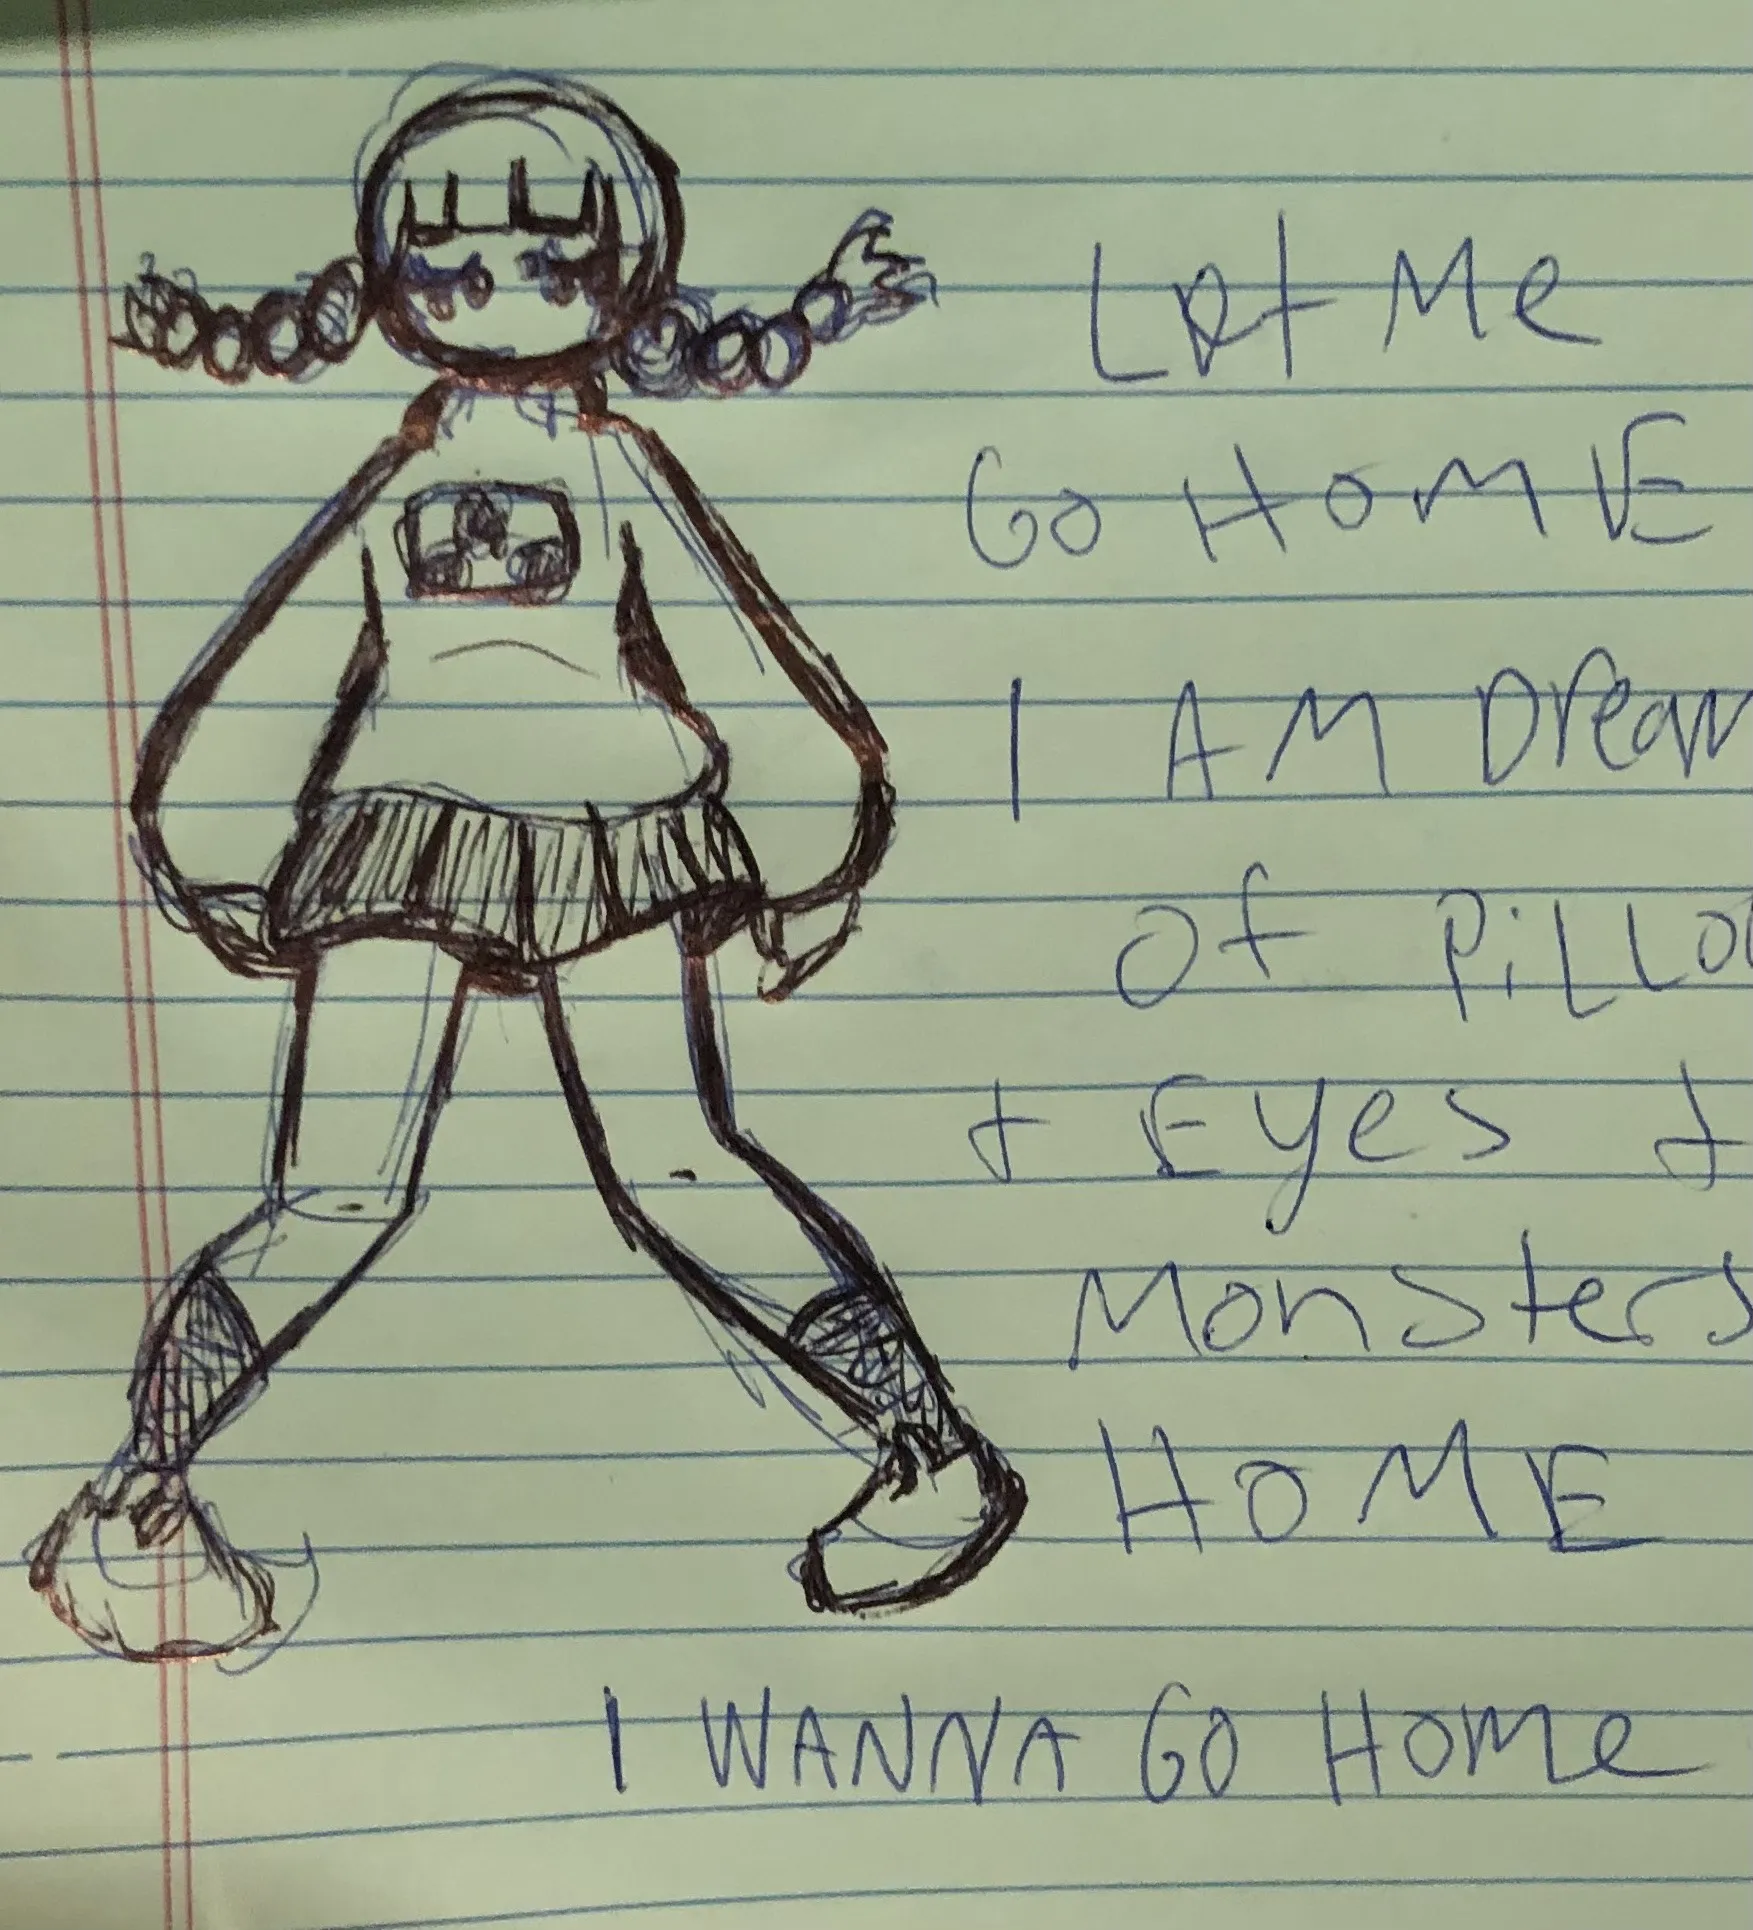 Let Me
Go HOME
I AM Dream
Of PiLLo
+ Eyes +
Monsters
HOME
I WANNA GO HOMe